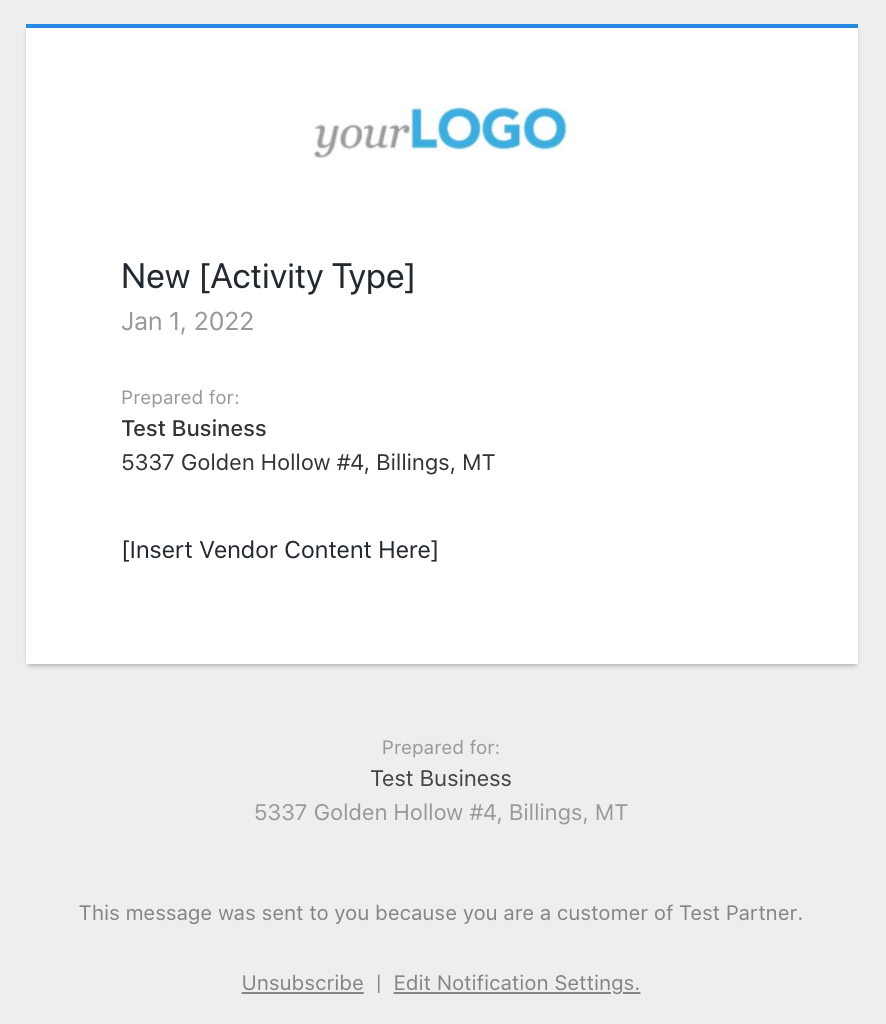 yourLOGO
New [Activity Type]
Jan 1, 2022
Prepared for:
Test Business
5337 Golden Hollow #4, Billings, MT
[Insert Vendor Content Here]
Prepared for:
Test Business
5337 Golden Hollow #4, Billings, MT
This message was sent to you because you are a customer of Test Partner.
Unsubscribe | Edit Notification Settings.